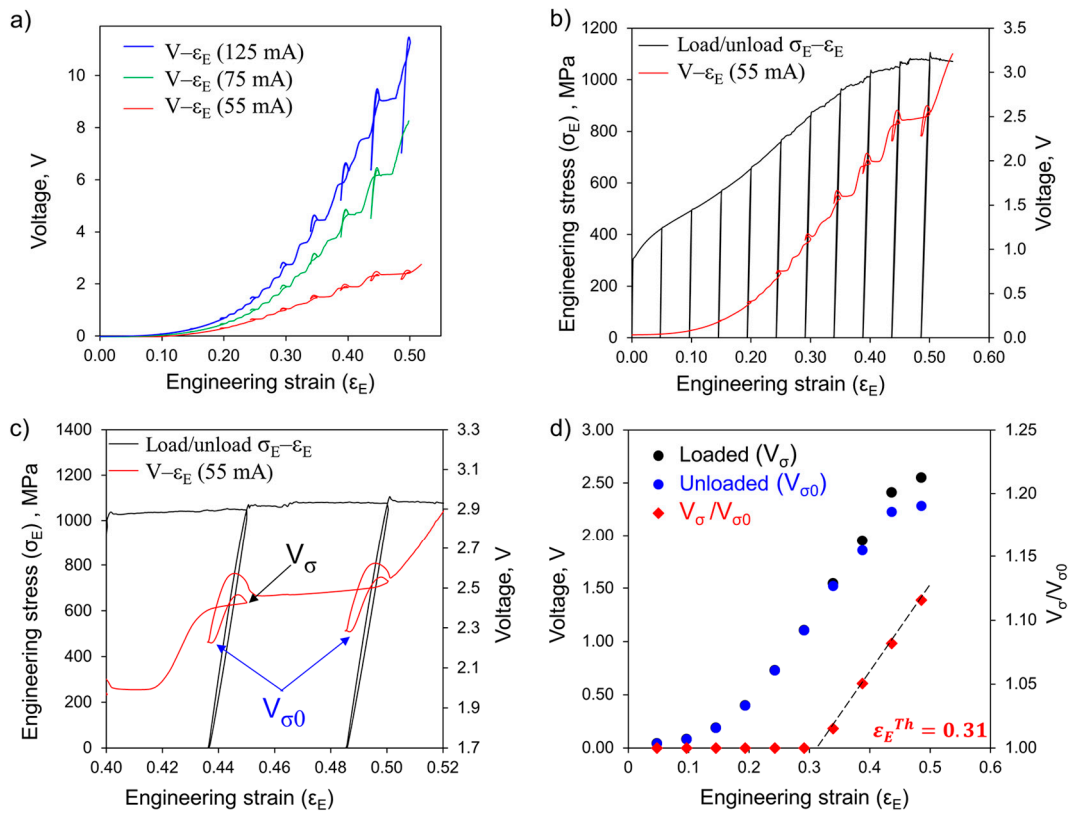 a)
V–εE (125 mA)
V–εE (75 mA)
V–εE (55 mA)
Voltage, V
10
8
6
4
2
0
0.00 0.10 0.20 0.30 0.40 0.50
Engineering strain (εE)
b)
Load/unload σE–εE
V–εE (55 mA)
Engineering stress (σE) , MPa
1200
1000
800
600
400
200
0
3.5
3.0
2.5
2.0
1.5
1.0
0.5
0.0
Voltage, V
0.00 0.10 0.20 0.30 0.40 0.50 0.60
Engineering strain (εE)
c)
Load/unload σE–εE
V–εE (55 mA)
Engineering stress (σE) , MPa
1400
1200
1000
800
600
400
200
0
Vσ
Vσ0
3.3
3.1
2.9
2.7
2.5
2.3
2.1
1.9
1.7
Voltage, V
0.40 0.43 0.46 0.49 0.52
Engineering strain (εE)
d)
Loaded (Vσ)
Unloaded (Vσ0)
Vσ /Vσ0
Voltage, V
3.00
2.50
2.00
1.50
1.00
0.50
0.00
1.25
1.20
1.15
1.10
1.05
1.00
Vσ/Vσ0
εE^Th = 0.31
0 0.1 0.2 0.3 0.4 0.5 0.6
Engineering strain (εE)